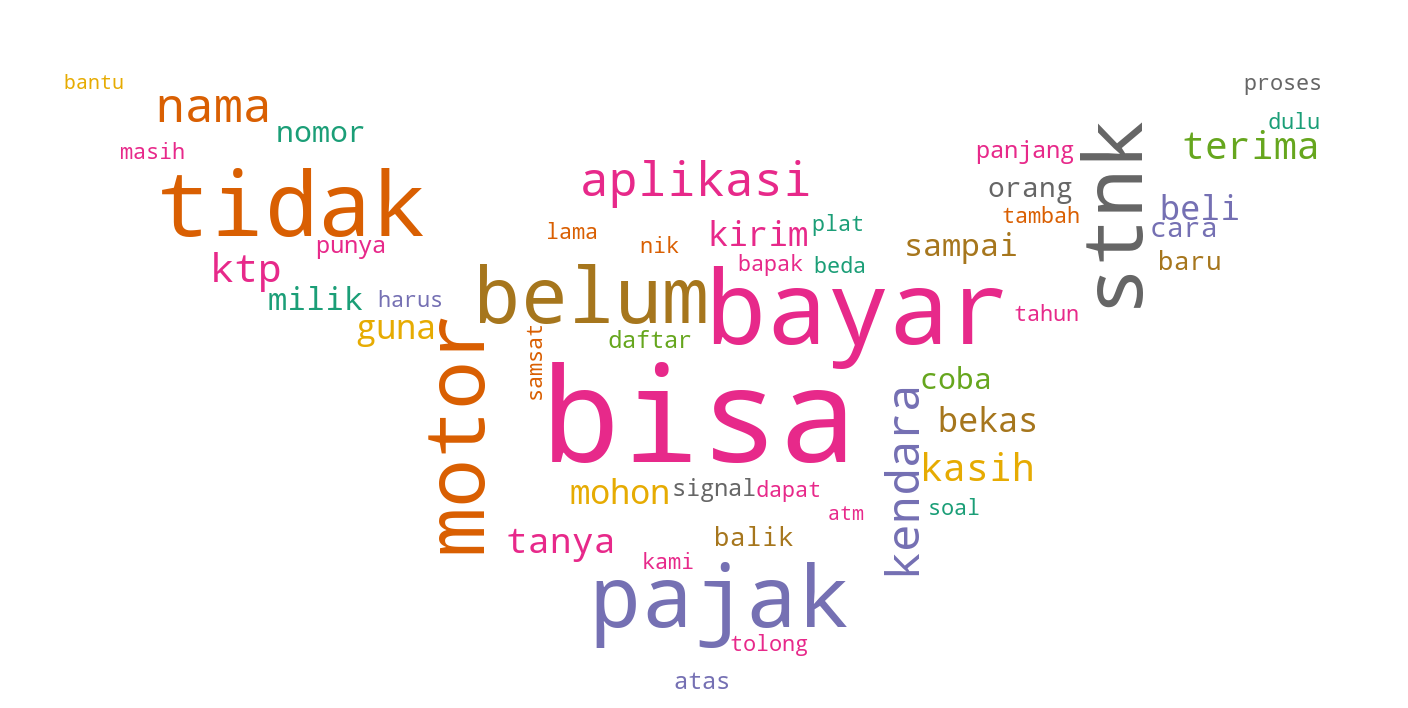 bantu
proses
nama
nomor
dulu
masih
terima
panjang
stnk
tidak
aplikasi
orang
beli
tambah
cara
punya
lama
nik
kirim
plat
sampai
ktp
bapak
beda
baru
milik
harus
belum
bayar
tahun
guna
daftar
samsat
motor
bisa
coba
bekas
kendara
kasih
mohon
signal
dapat
soal
atm
tanya
balik
kami
pajak
tolong
atas